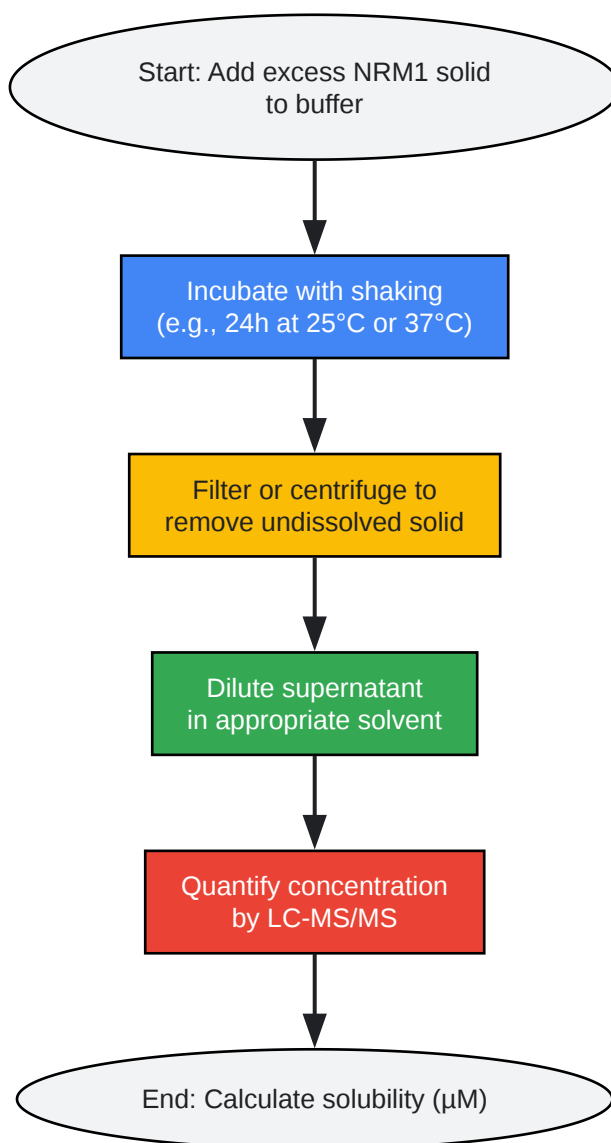 Start: Add excess NRM1 solid
to buffer
Incubate with shaking
(e.g., 24h at 25°C or 37°C)
Filter or centrifuge to
remove undissolved solid
Dilute supernatant
in appropriate solvent
Quantify concentration
by LC-MS/MS
End: Calculate solubility (µM)